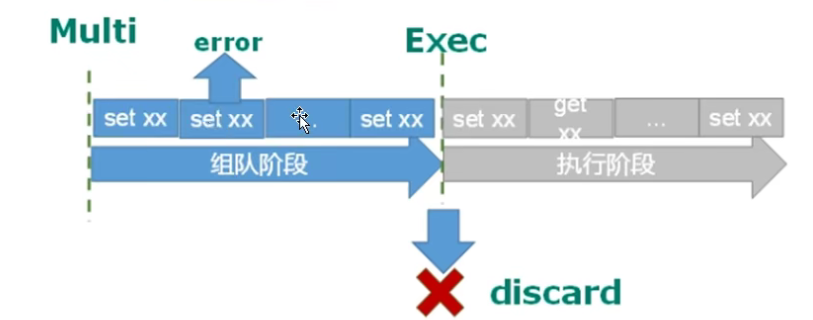 Multi
error
Exec
set xx
set xx
..
set xx
set xx
get
xx
...
set xx
组队阶段
执行阶段
discard